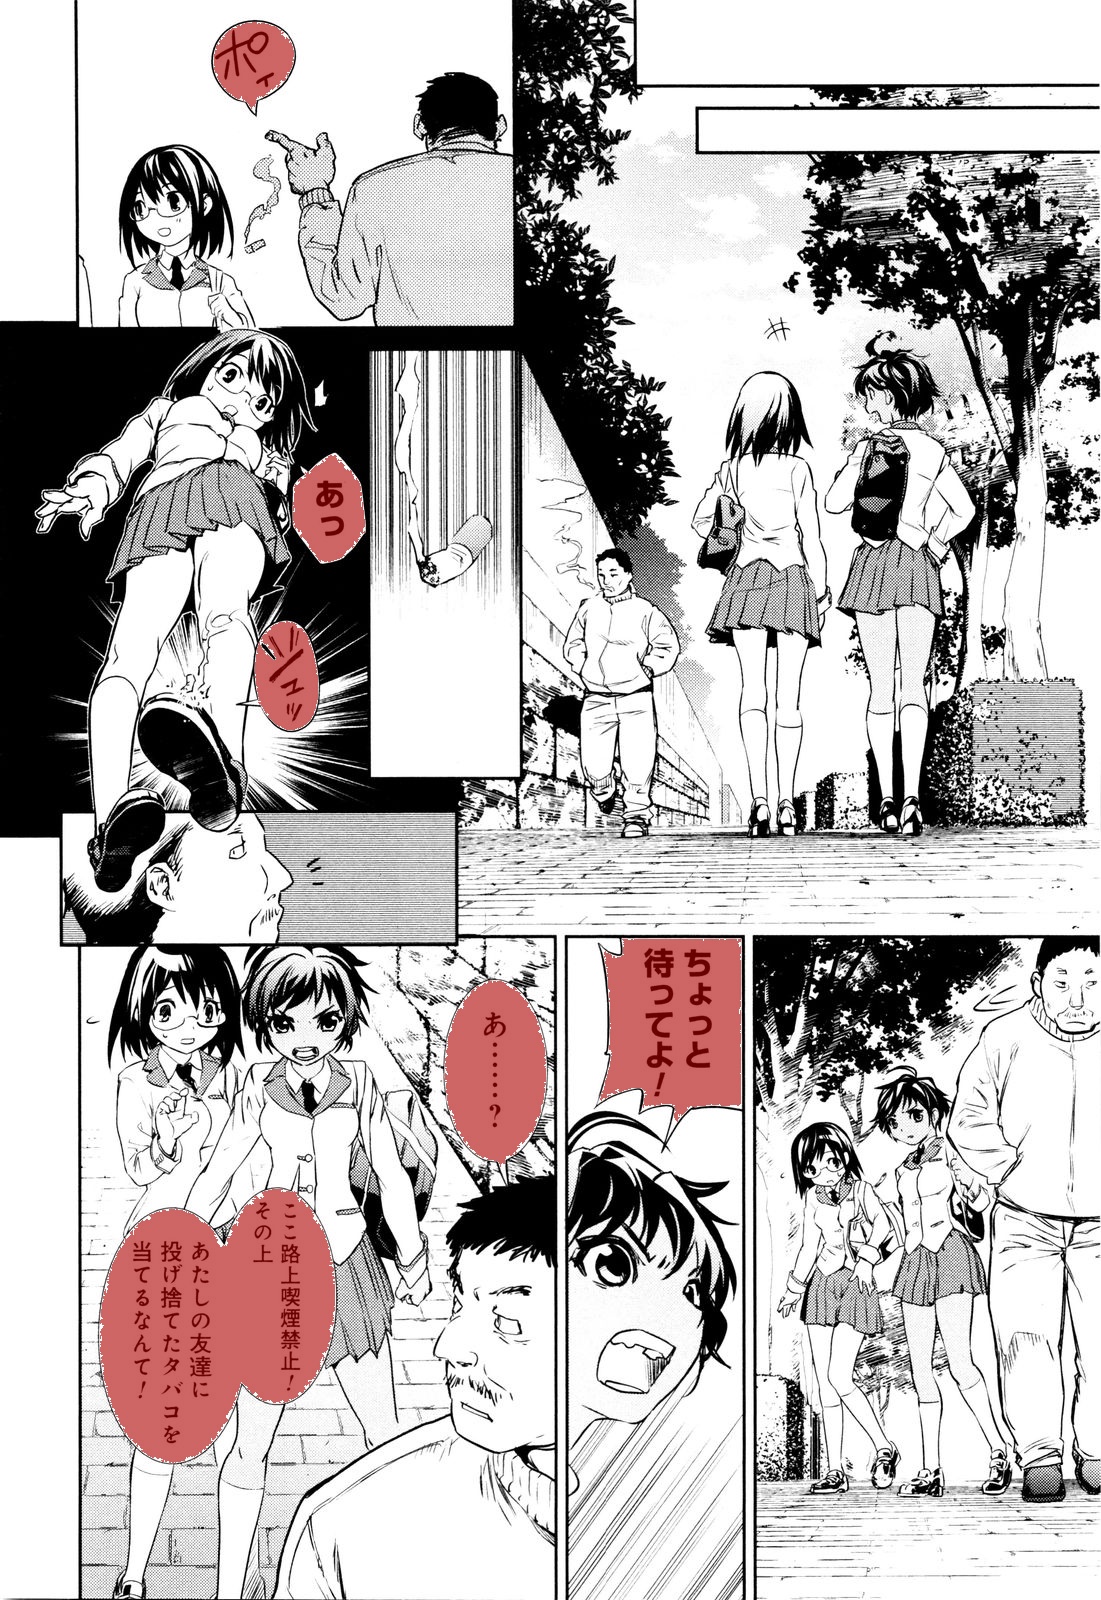 ポィ
あっ
ジュッ
ちょっと
待ってよ!
あ……?
ここ路上喫煙禁止!
その上
あたしの友達に
投げ捨てたタバコを
当てるなんて!